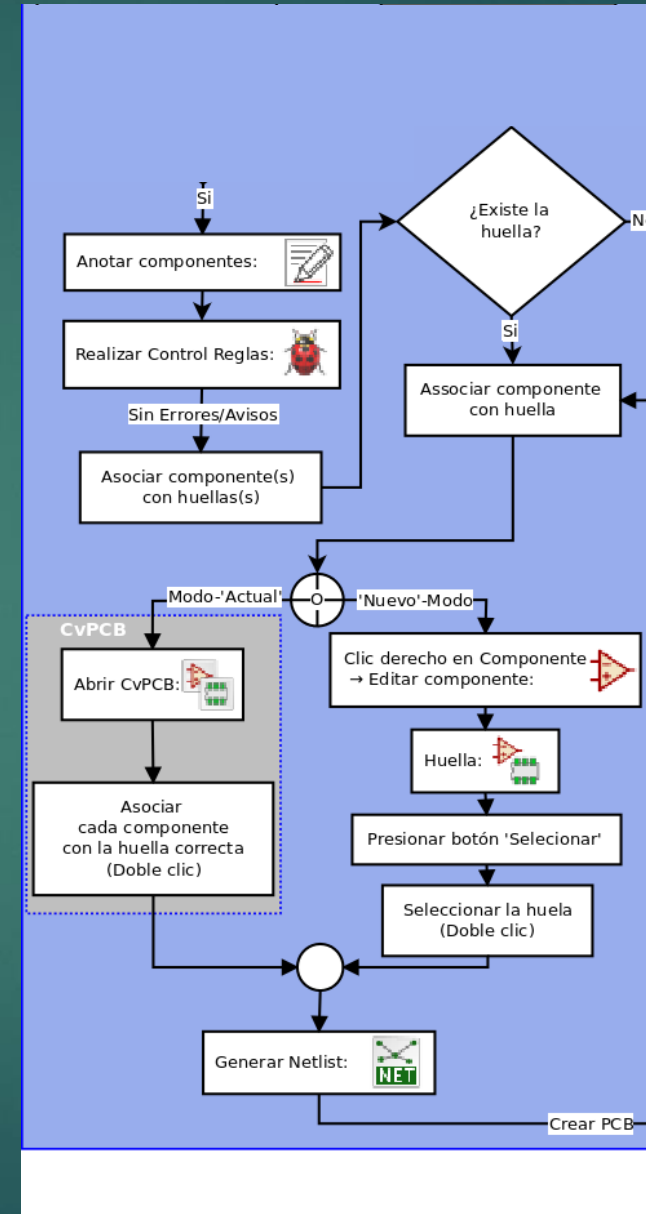 Si
Anotar componentes:
Realizar Control Reglas:
Sin Errores/Avisos
Asociar componente(s)
con huellas(s)
¿Existe la
huella?
Si
Associar componente
con huella
O
Modo-'Actual'
'Nuevo'-Modo
CvPCB
Abrir CvPCB:
Asociar
cada componente
con la huella correcta
(Doble clic)
Clic derecho en Componente
→ Editar componente:
Huella:
Presionar botón 'Selecionar'
Seleccionar la huela
(Doble clic)
Generar Netlist:
NET
Crear PCB